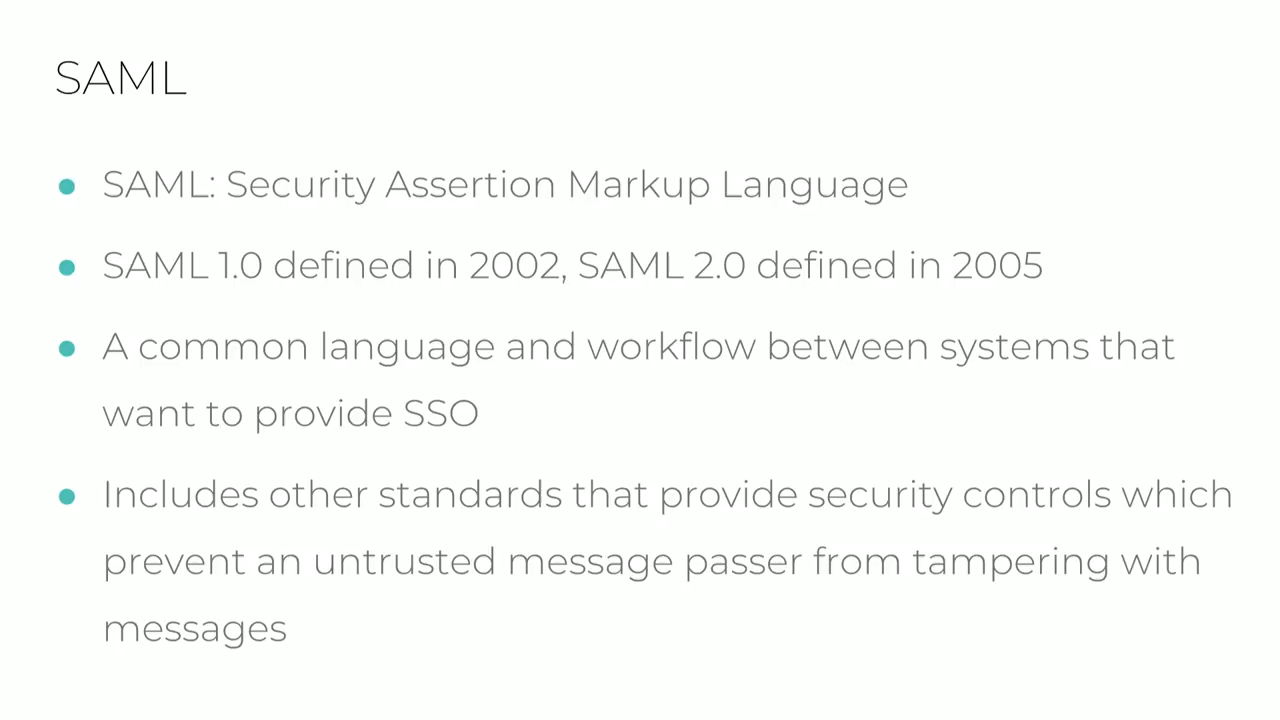 SAML
● SAML: Security Assertion Markup Language
● SAML 1.0 defined in 2002, SAML 2.0 defined in 2005
● A common language and workflow between systems that
want to provide SSO
● Includes other standards that provide security controls which
prevent an untrusted message passer from tampering with
messages